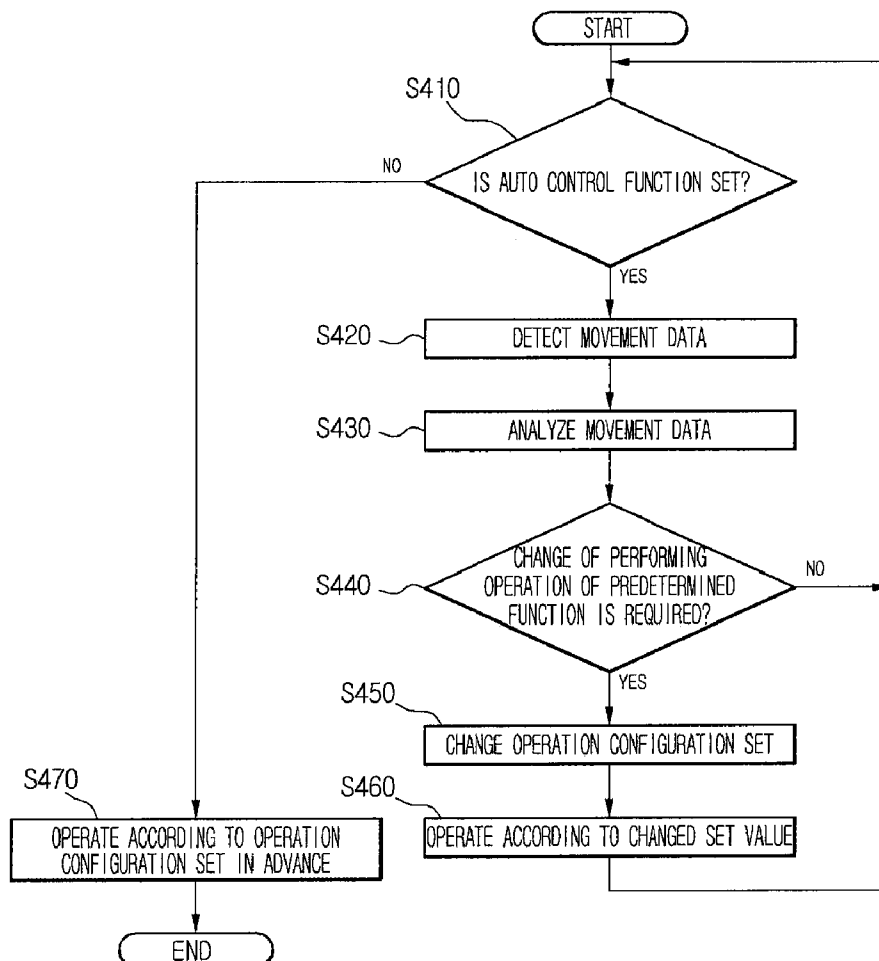 START
S410
NO
IS AUTO CONTROL FUNCTION SET?
YES
S420
DETECT MOVEMENT DATA
S430
ANALYZE MOVEMENT DATA
S440
CHANGE OF PERFORMING
OPERATION OF PREDETERMINED
FUNCTION IS REQUIRED?
NO
YES
S450
CHANGE OPERATION CONFIGURATION SET
S460
OPERATE ACCORDING TO CHANGED SET VALUE
S470
OPERATE ACCORDING TO OPERATION
CONFIGURATION SET IN ADVANCE
END